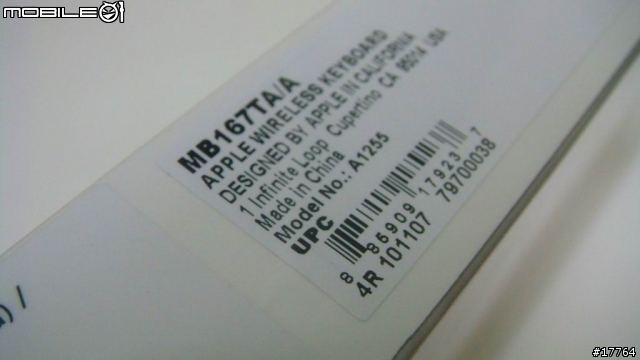 MOBILE01
MB167TA/A
APPLE WIRELESS KEYBOARD
DESIGNED BY APPLE IN CALIFORNIA
1 Infinite Loop Cupertino CA 95014 USA
Made in China
Model No.: A1255
UPC
8 85909 17923 7
4R 101107 79700038
) /
#17764